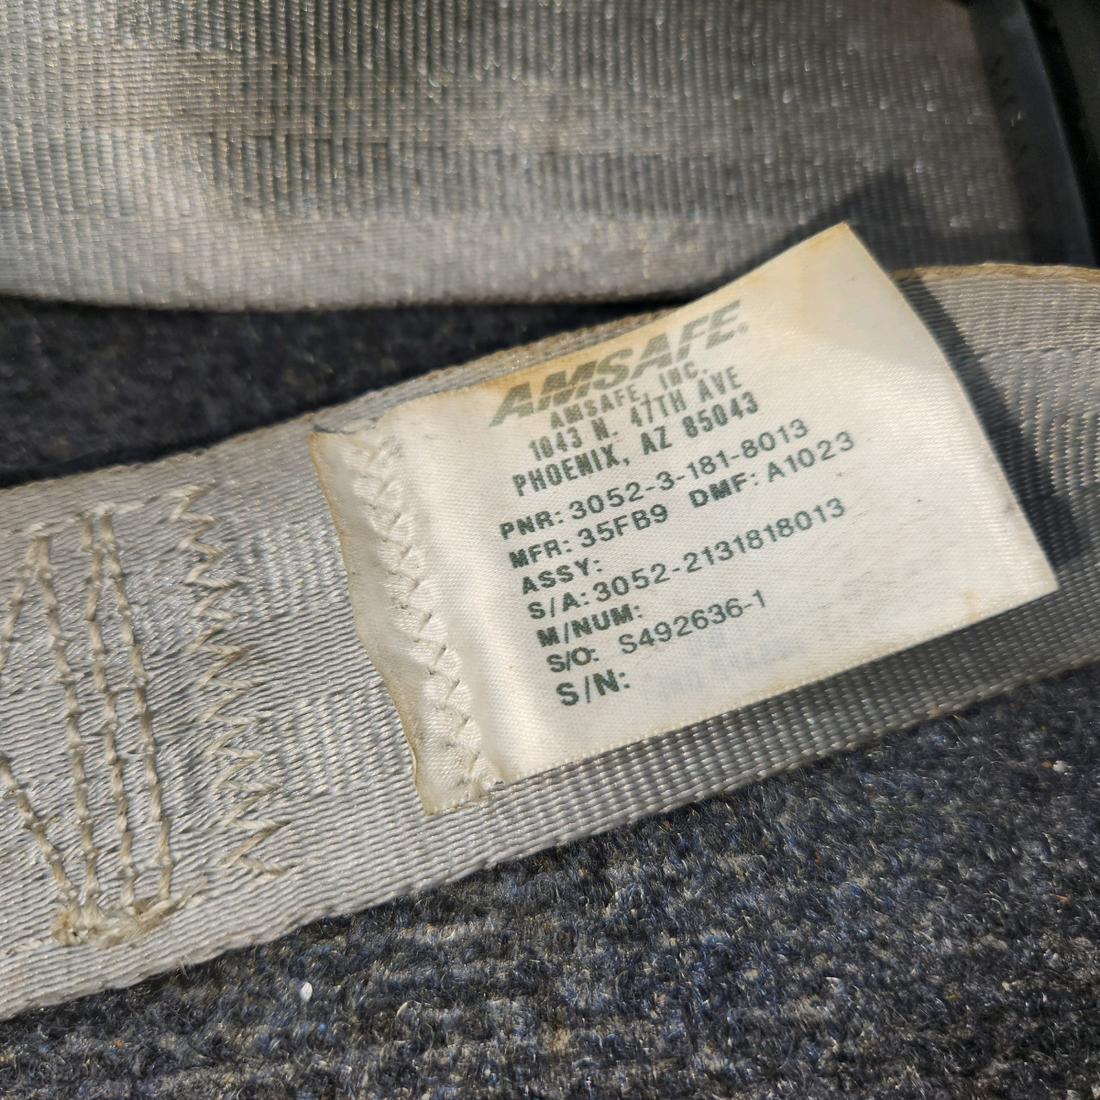 AMSAFE®
AMSAFE, INC.
1043 N. 47TH AVE
PHOENIX, AZ 85043
PNR: 3052-3-181-8013
MFR: 35FB9 DMF: A1023
ASSY:
S/A: 3052-2131818013
M/NUM:
S/O: S492636-1
S/N: